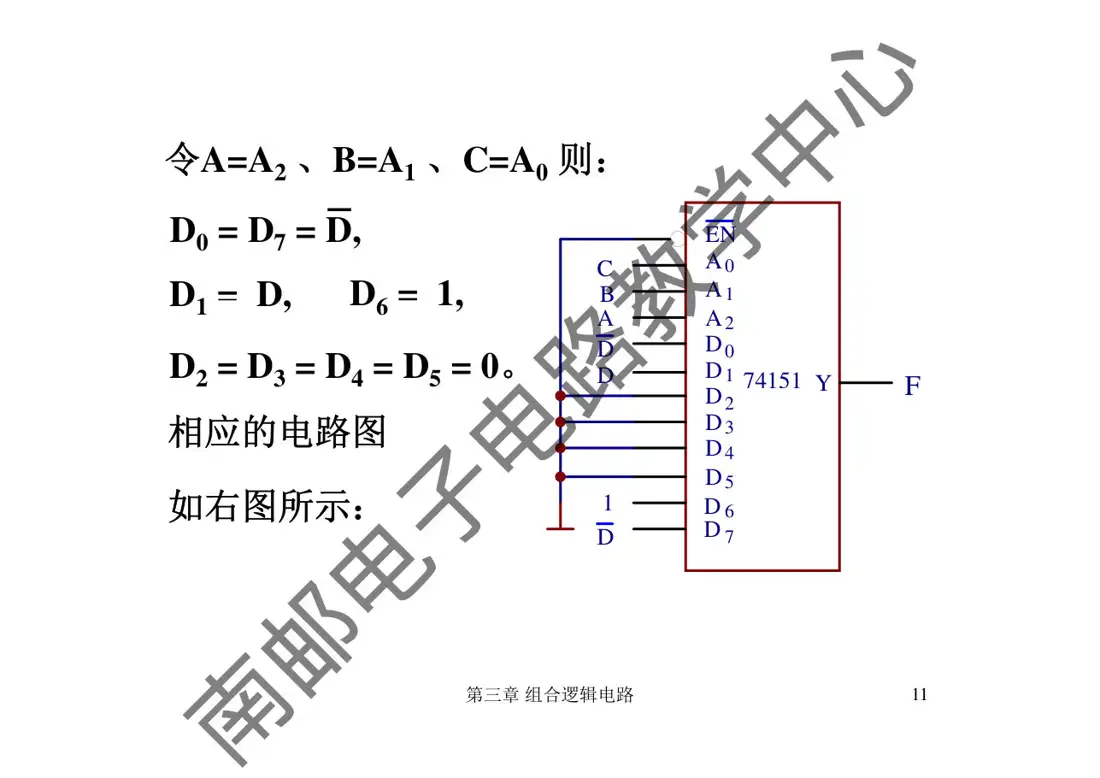 令A=A₂ 、B=A₁ 、C=A₀ 则：
D₀ = D₇ = D̅,
D₁ = D, D₆ = 1,
D₂ = D₃ = D₄ = D₅ = 0。
相应的电路图
如右图所示：
E̅N̅
C A₀
B A₁
A A₂
D̅ D₀
D D₁
74151 Y F
D₂
D₃
D₄
D₅
1 D₆
D̅ D₇
南邮电子电路教学中心
第三章 组合逻辑电路 11